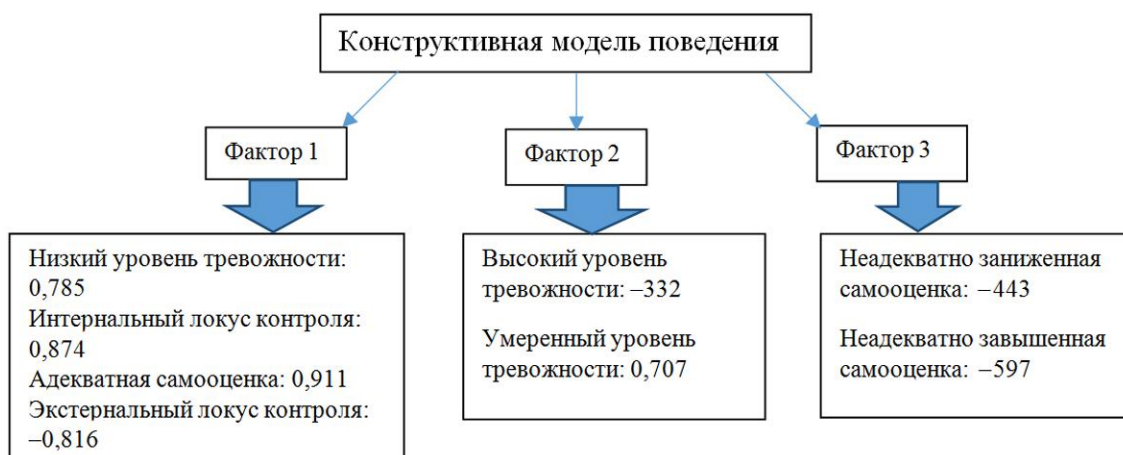 Конструктивная модель поведения
Фактор 1
Фактор 2
Фактор 3
Низкий уровень тревожности:
0,785
Интернальный локус контроля:
0,874
Адекватная самооценка: 0,911
Экстернальный локус контроля:
–0,816
Высокий уровень
тревожности: –332
Умеренный уровень
тревожности: 0,707
Неадекватно заниженная
самооценка: –443
Неадекватно завышенная
самооценка: –597